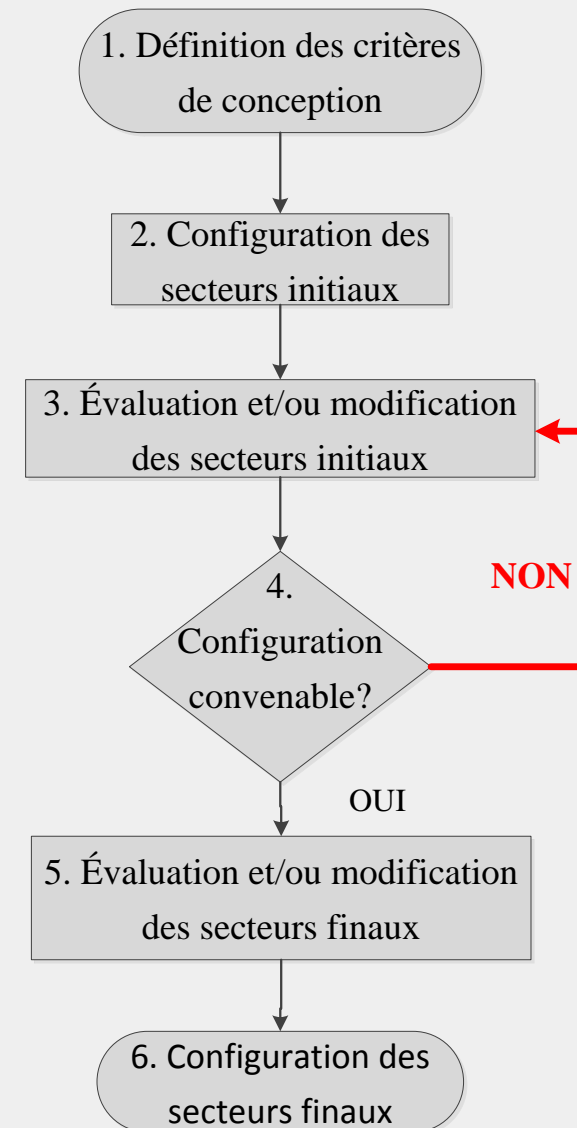 1. Définition des critères
de conception
2. Configuration des
secteurs initiaux
3. Évaluation et/ou modification
des secteurs initiaux
NON
4.
Configuration
convenable?
OUI
5. Évaluation et/ou modification
des secteurs finaux
6. Configuration des
secteurs finaux